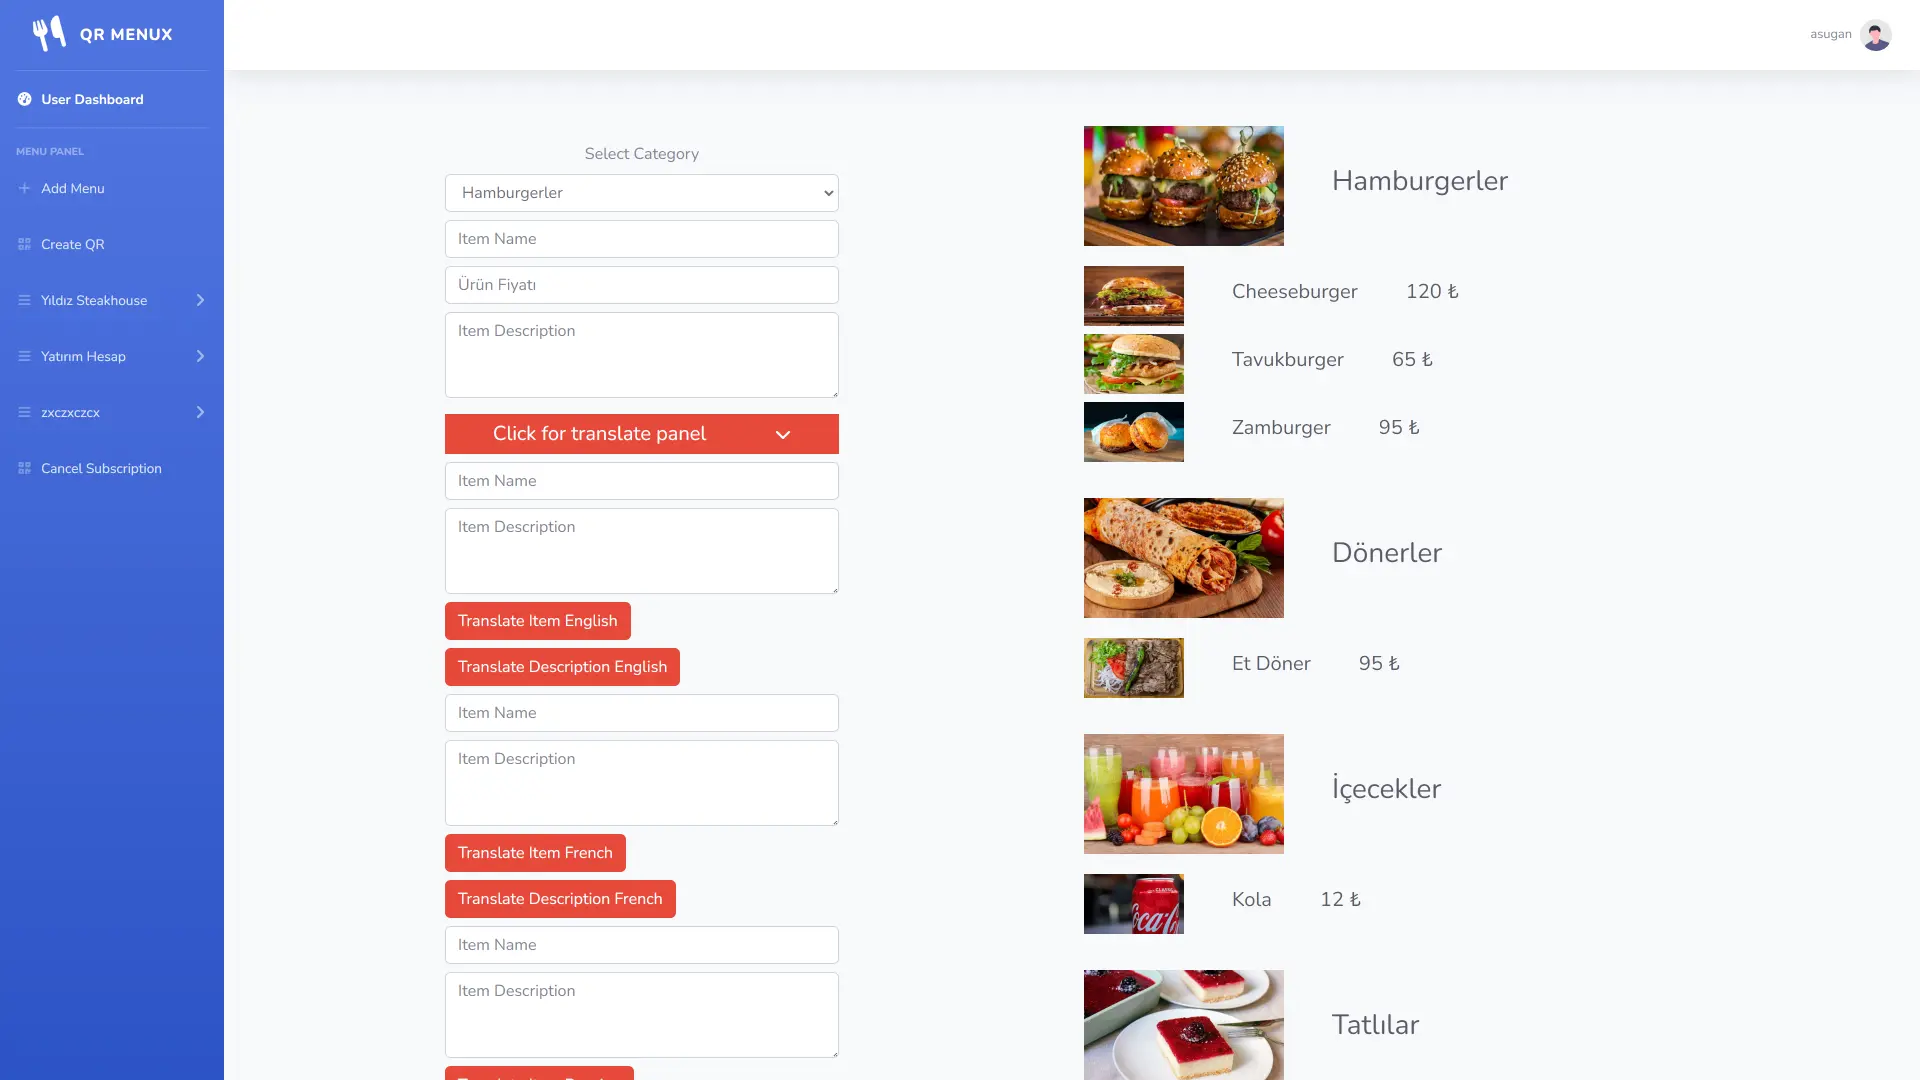 QR MENUX
asugan
User Dashboard
MENU PANEL
Add Menu
Create QR
Yıldız Steakhouse
Yatırım Hesap
zxczxczcx
Cancel Subscription
Select Category
Hamburgerler
Item Name
Ürün Fiyatı
Item Description
Click for translate panel
Item Name
Item Description
Translate Item English
Translate Description English
Item Name
Item Description
Translate Item French
Translate Description French
Item Name
Item Description
Hamburgerler
Cheeseburger 120 ₺
Tavukburger 65 ₺
Zamburger 95 ₺
Dönerler
Et Döner 95 ₺
İçecekler
Kola 12 ₺
Tatlılar